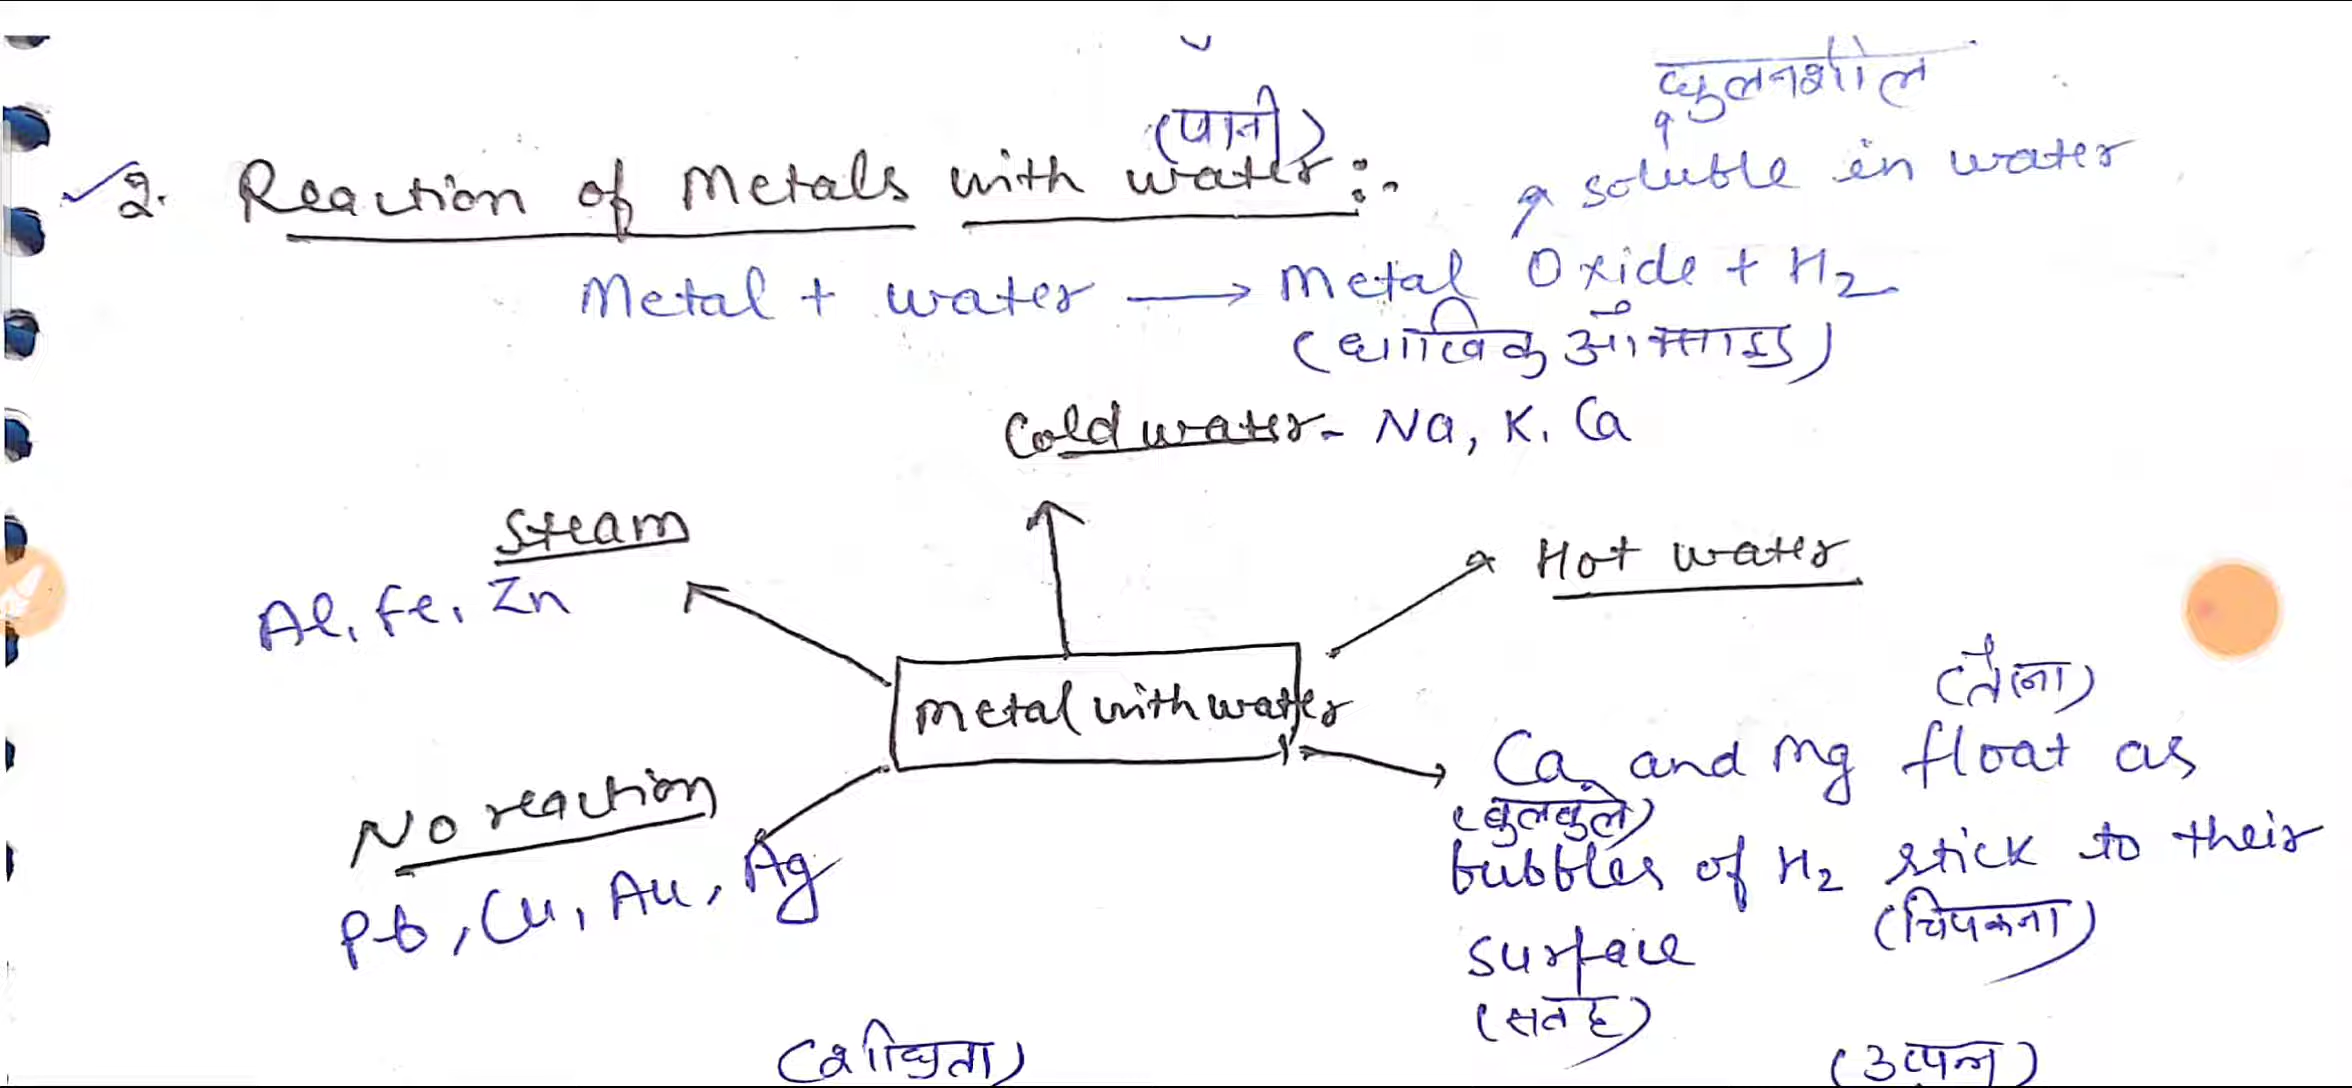 (पानी)
घुलनशील
2. Reaction of Metals with water :-
soluble in water
Metal + water → Metal Oxide + H₂
(धात्विक ऑक्साइड)
Cold water - Na, K, Ca
Steam
Al, Fe, Zn
Hot water
Metal with water
(तैरना)
Ca and Mg float as
(बुलबुले)
bubbles of H₂ stick to their
(चिपकना)
surface
(सतह)
No reaction
Pb, Cu, Au, Ag
(शीघ्रता)
(उत्पन्न)